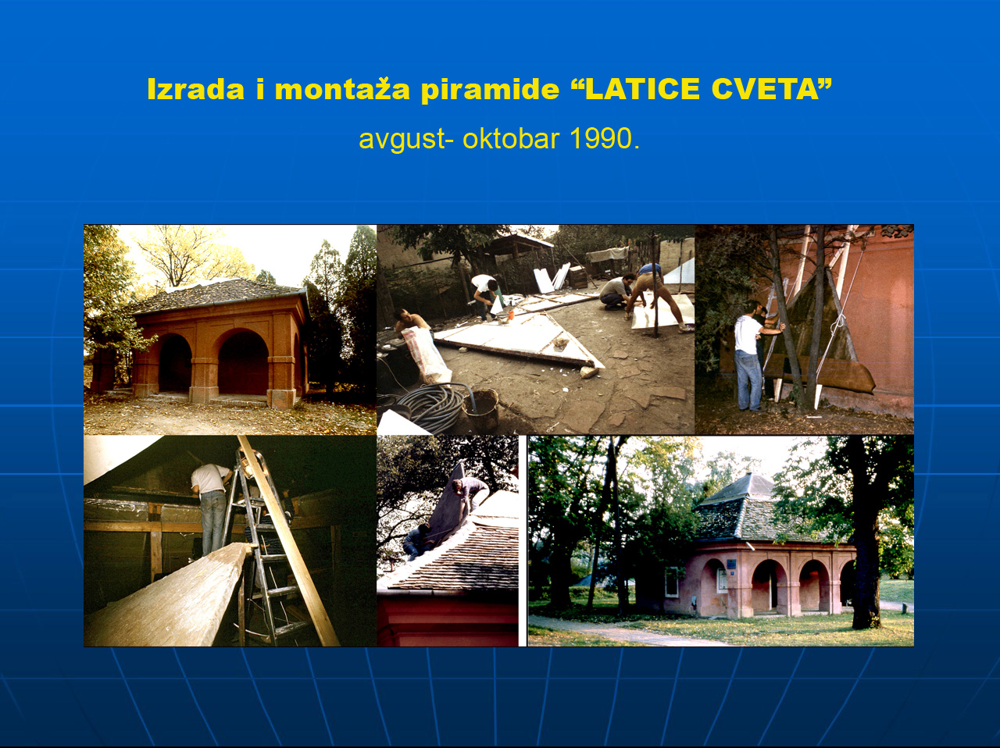 Izrada i montaža piramide “LATICE CVETA”
avgust- oktobar 1990.